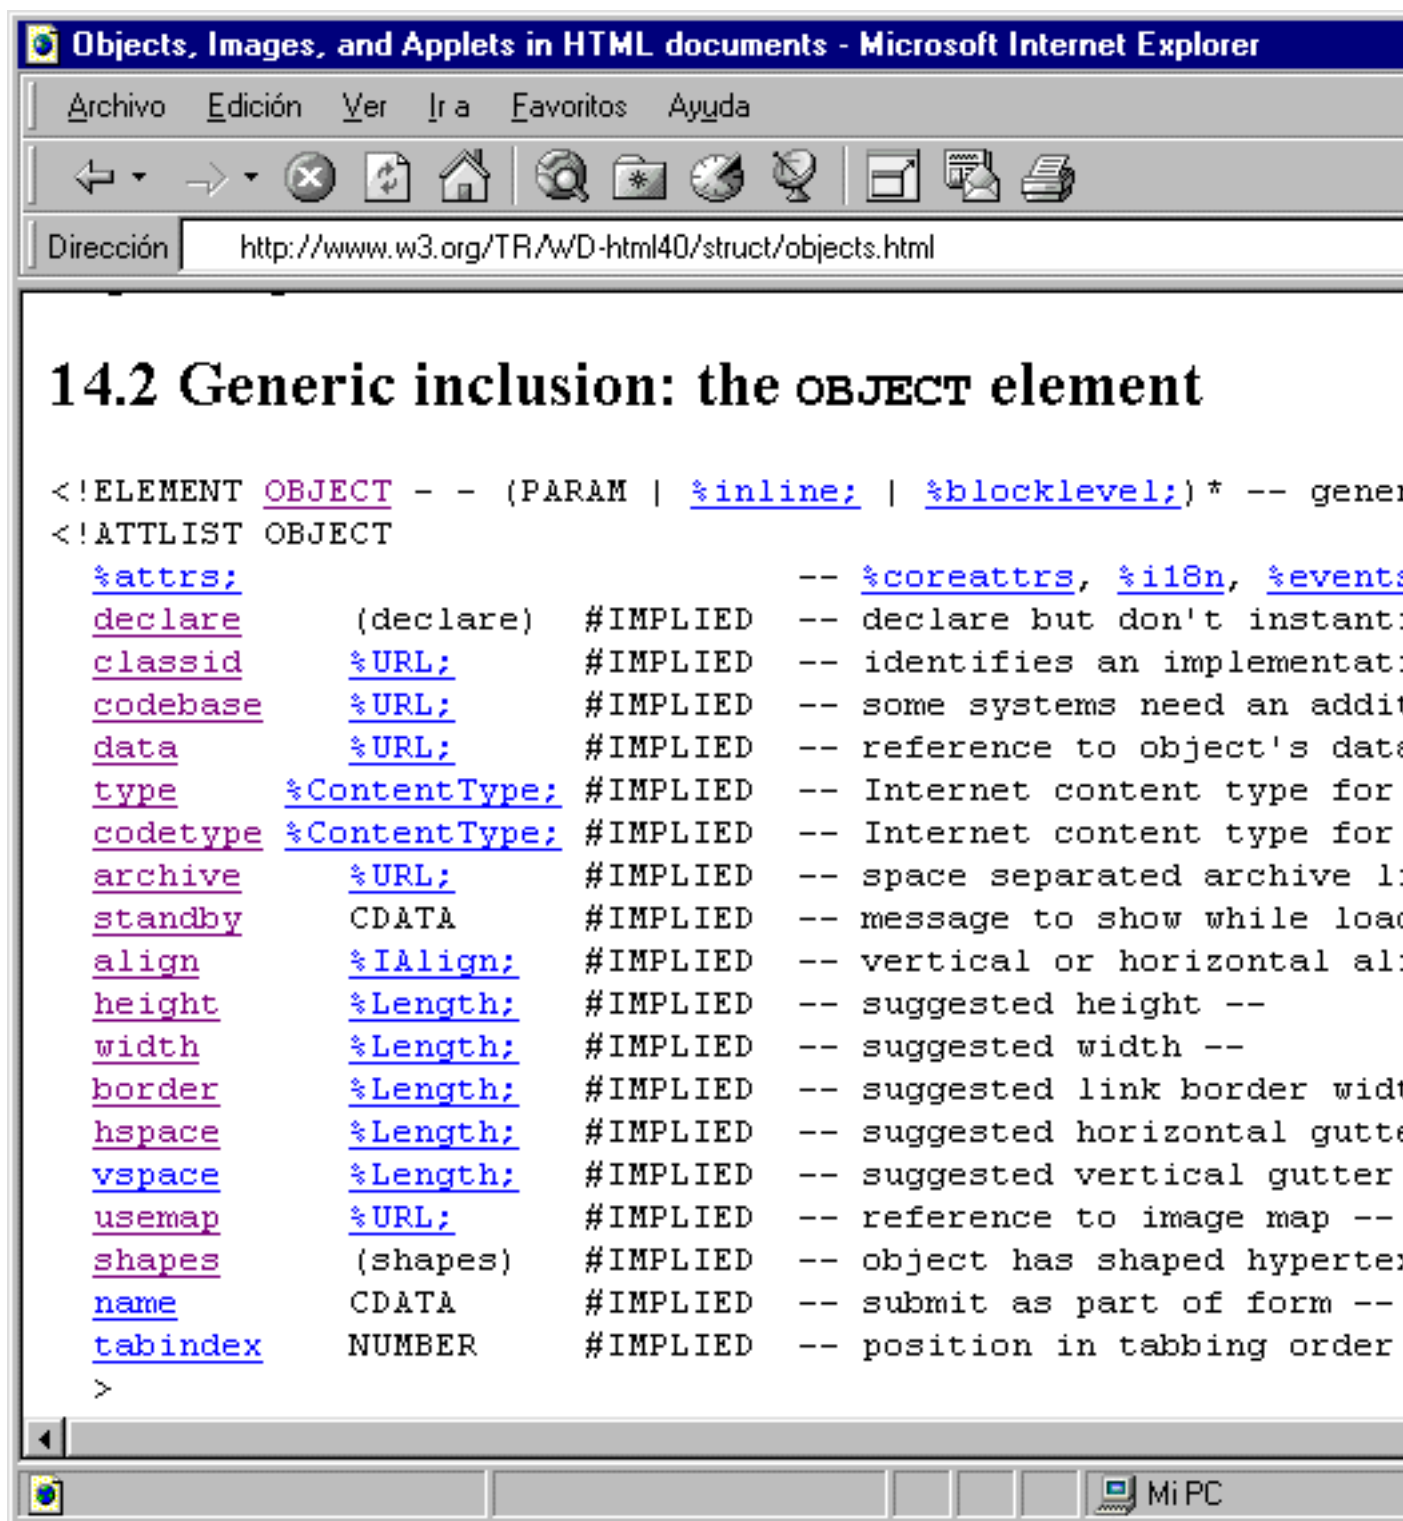 Objects, Images, and Applets in HTML documents - Microsoft Internet Explorer
Archivo Edición Ver Ir a Favoritos Ayuda
Dirección http://www.w3.org/TR/WD-html40/struct/objects.html
14.2 Generic inclusion: the OBJECT element
<!ELEMENT OBJECT - - (PARAM | %inline; | %blocklevel;)* -- gener
<!ATTLIST OBJECT
%attrs; -- %coreattrs, %i18n, %events
declare (declare) #IMPLIED -- declare but don't instanti
classid %URL; #IMPLIED -- identifies an implementati
codebase %URL; #IMPLIED -- some systems need an addit
data %URL; #IMPLIED -- reference to object's data
type %ContentType; #IMPLIED -- Internet content type for
codetype %ContentType; #IMPLIED -- Internet content type for
archive %URL; #IMPLIED -- space separated archive li
standby CDATA #IMPLIED -- message to show while load
align %IAlign; #IMPLIED -- vertical or horizontal ali
height %Length; #IMPLIED -- suggested height --
width %Length; #IMPLIED -- suggested width --
border %Length; #IMPLIED -- suggested link border widt
hspace %Length; #IMPLIED -- suggested horizontal gutte
vspace %Length; #IMPLIED -- suggested vertical gutter
usemap %URL; #IMPLIED -- reference to image map --
shapes (shapes) #IMPLIED -- object has shaped hypertex
name CDATA #IMPLIED -- submit as part of form --
tabindex NUMBER #IMPLIED -- position in tabbing order
>
Mi PC